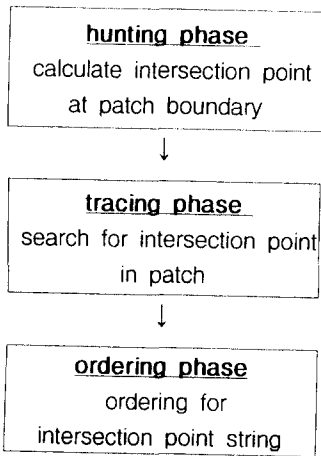 hunting phase
calculate intersection point
at patch boundary
↓
tracing phase
search for intersection point
in patch
↓
ordering phase
ordering for
intersection point string